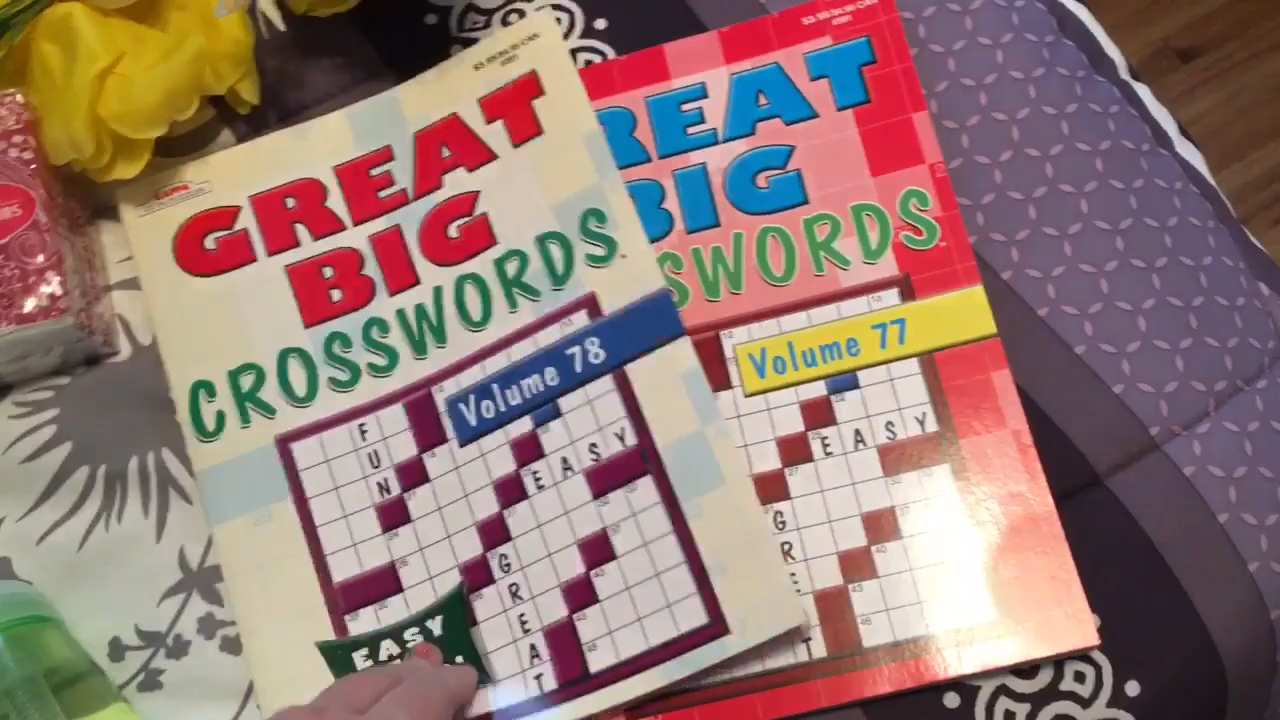 GREAT
BIG
CROSSWORDS
Volume 78
FUN
EASY
GREAT
EASY
REAT
BIG
SWORDS
Volume 77
EASY
GRE
T